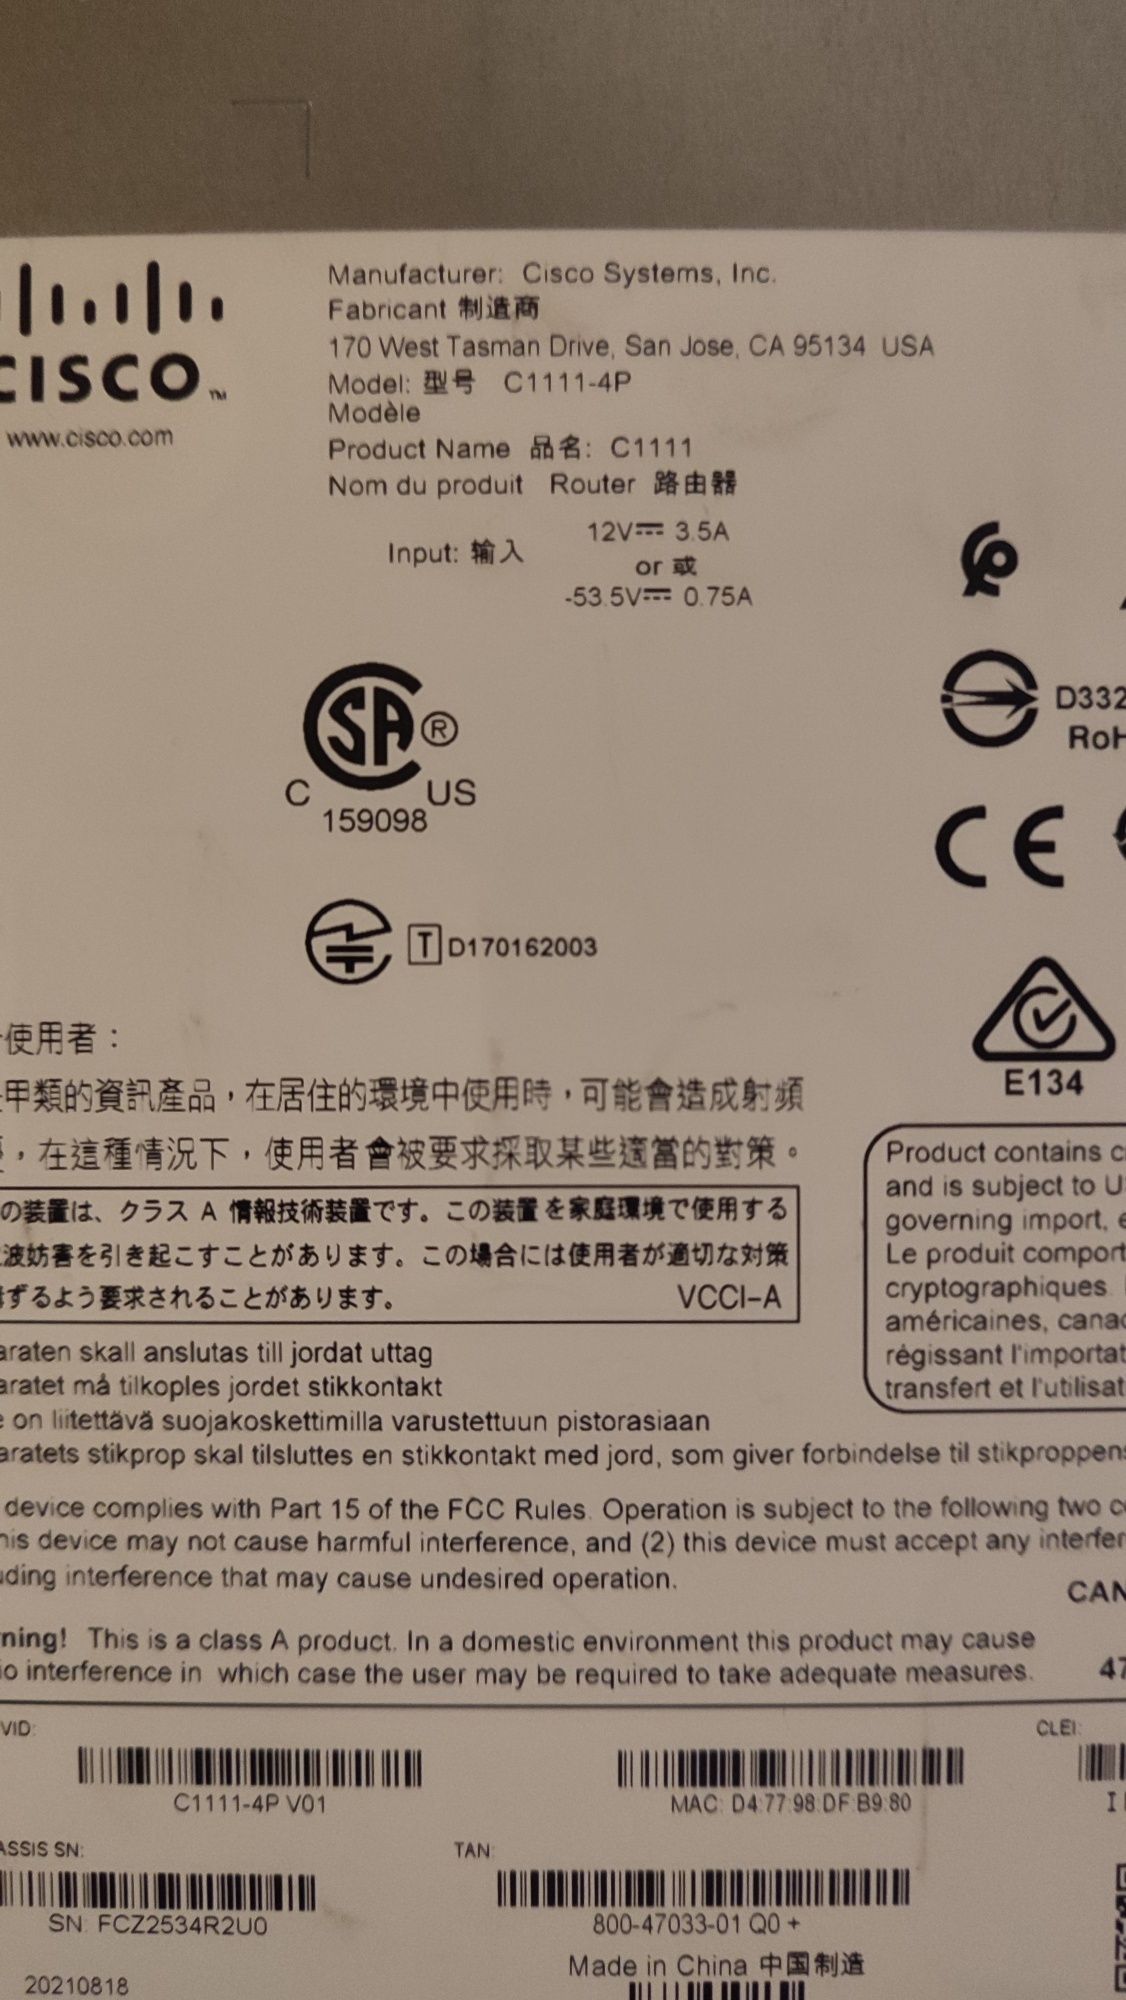 CISCO™
www.cisco.com
Manufacturer: Cisco Systems, Inc.
Fabricant 制造商
170 West Tasman Drive, San Jose, CA 95134 USA
Model: 型号 C1111-4P
Modèle
Product Name 品名: C1111
Nom du produit Router 路由器
Input: 输入
12V⎓ 3.5A
or 或
-53.5V⎓ 0.75A
D332
RoH
CSA®
C US
159098
CE
T D170162003
E134
使用者：
甲類的資訊產品，在居住的環境中使用時，可能會造成射頻
，在這種情況下，使用者會被要求採取某些適當的對策。
の装置は、クラス A 情報技術装置です。この装置を家庭環境で使用する
波妨害を引き起こすことがあります。この場合には使用者が適切な対策
ずるよう要求されることがあります。 VCCI-A
Product contains c
and is subject to U
governing import, e
Le produit comport
cryptographiques.
américaines, canad
régissant l'importat
transfert et l'utilisat
araten skall anslutas till jordat uttag
aratet må tilkoples jordet stikkontakt
e on liitettävä suojakoskettimilla varustettuun pistorasiaan
aratets stikprop skal tilsluttes en stikkontakt med jord, som giver forbindelse til stikproppens
device complies with Part 15 of the FCC Rules. Operation is subject to the following two co
his device may not cause harmful interference, and (2) this device must accept any interfer
uding interference that may cause undesired operation.
CAN
rning! This is a class A product. In a domestic environment this product may cause
io interference in which case the user may be required to take adequate measures.
47
VID:
C1111-4P V01
MAC: D4:77:98:DF:B9:80
CLEI:
ASSIS SN:
SN: FCZ2534R2U0
TAN:
800-47033-01 Q0 +
Made in China 中国制造
20210818